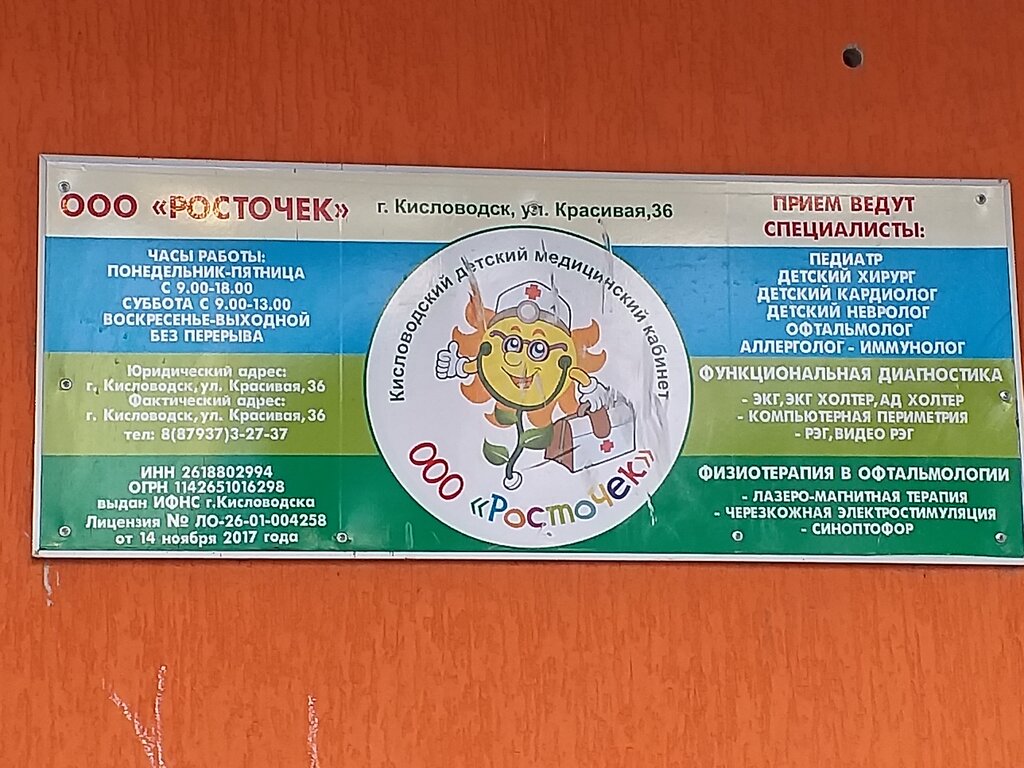 ООО «РОСТОЧЕК»
г. Кисловодск, ул. Красивая,36
ЧАСЫ РАБОТЫ:
ПОНЕДЕЛЬНИК-ПЯТНИЦА
С 9.00-18.00
СУББОТА С 9.00-13.00
ВОСКРЕСЕНЬЕ-ВЫХОДНОЙ
БЕЗ ПЕРЕРЫВА
Юридический адрес:
г, Кисловодск, ул. Красивая, 36
Фактический адрес:
г. Кисловодск, ул. Красивая, 36
тел: 8(87937)3-27-37
ИНН 2618802994
ОГРН 1142651016298
выдан ИФНС г.Кисловодска
Лицензия № ЛО-26-01-004258
от 14 ноября 2017 года
Кисловодский детский медицинский кабинет
ООО «Росточек»
ПРИЕМ ВЕДУТ
СПЕЦИАЛИСТЫ:
ПЕДИАТР
ДЕТСКИЙ ХИРУРГ
ДЕТСКИЙ КАРДИОЛОГ
ДЕТСКИЙ НЕВРОЛОГ
ОФТАЛЬМОЛОГ
АЛЛЕРГОЛОГ - ИММУНОЛОГ
ФУНКЦИОНАЛЬНАЯ ДИАГНОСТИКА
- ЭКГ, ЭКГ ХОЛТЕР, АД ХОЛТЕР
- КОМПЬЮТЕРНАЯ ПЕРИМЕТРИЯ
- РЭГ, ВИДЕО РЭГ
ФИЗИОТЕРАПИЯ В ОФТАЛЬМОЛОГИИ
- ЛАЗЕРО-МАГНИТНАЯ ТЕРАПИЯ
- ЧЕРЕЗКОЖНАЯ ЭЛЕКТРОСТИМУЛЯЦИЯ
- СИНОПТОФОР